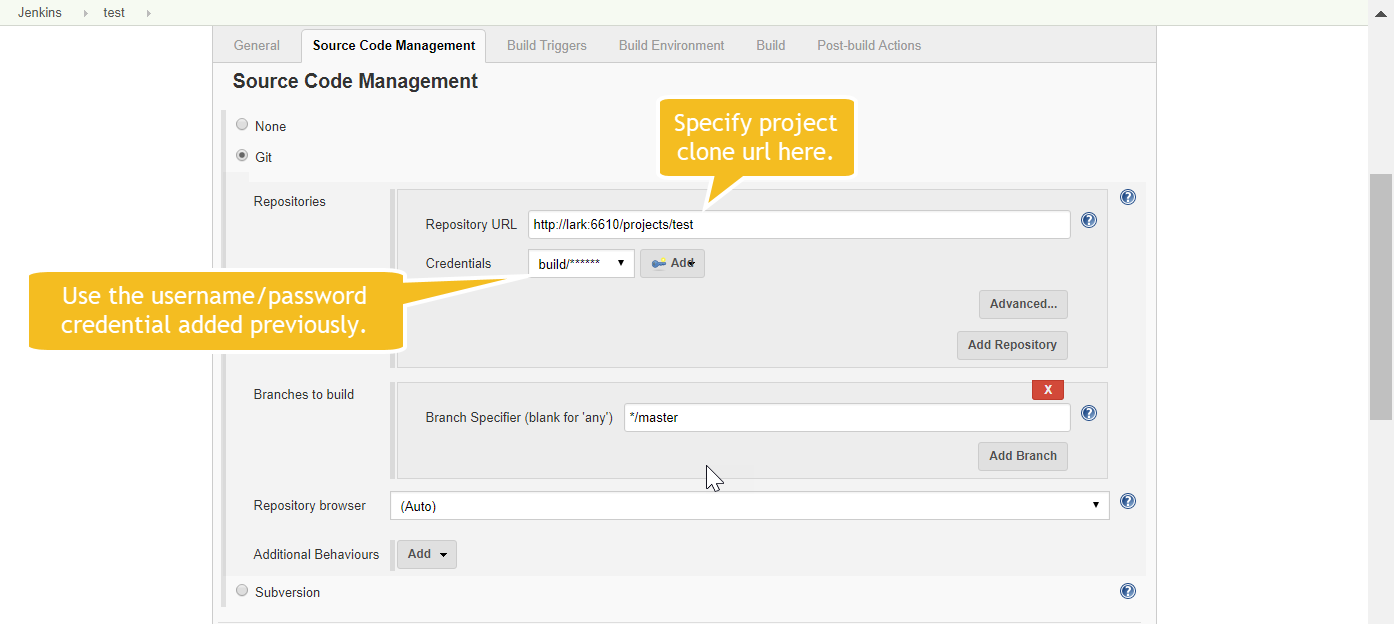 Jenkins test
General Source Code Management Build Triggers Build Environment Build Post-build Actions
Source Code Management
Specify project
clone url here.
None
Git
Repositories
Repository URL http://lark:6610/projects/test
Credentials build/****** Add
Use the username/password
credential added previously.
Advanced...
Add Repository
Branches to build
X
Branch Specifier (blank for 'any') */master
Add Branch
Repository browser (Auto)
Additional Behaviours Add
Subversion